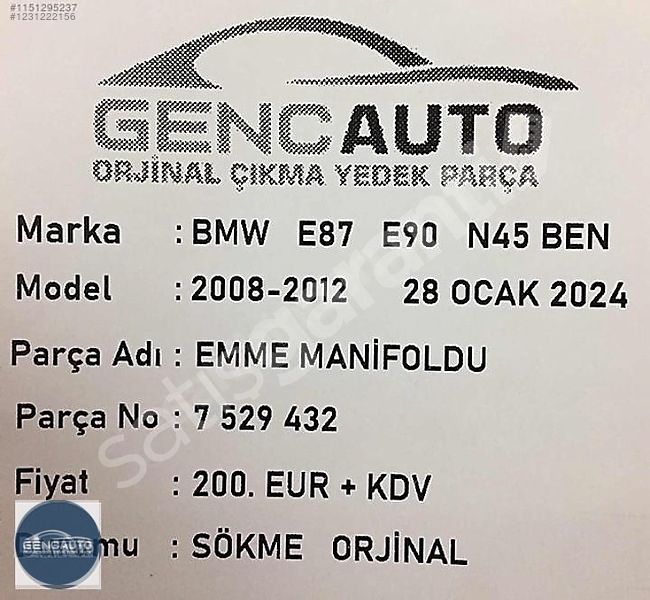 #1151295237
#1231222156
GENCAUTO
ORJİNAL ÇIKMA YEDEK PARÇA
Marka : BMW E87 E90 N45 BEN
Model : 2008-2012 28 OCAK 2024
Parça Adı : EMME MANİFOLDU
Parça No : 7 529 432
Fiyat : 200. EUR + KDV
mu : SÖKME ORJİNAL
GENCAUTO